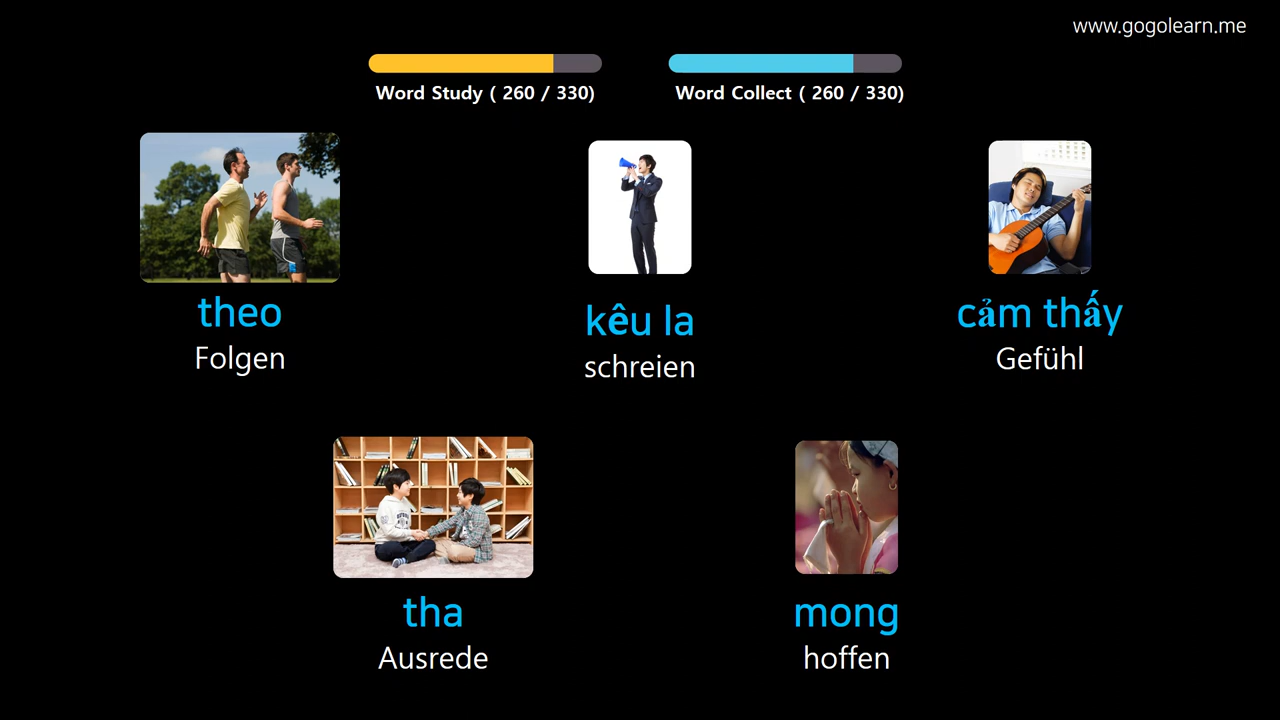 www.gogolearn.me
Word Study ( 260 / 330)
Word Collect ( 260 / 330)
theo
Folgen
kêu la
schreien
cảm thấy
Gefühl
tha
Ausrede
mong
hoffen